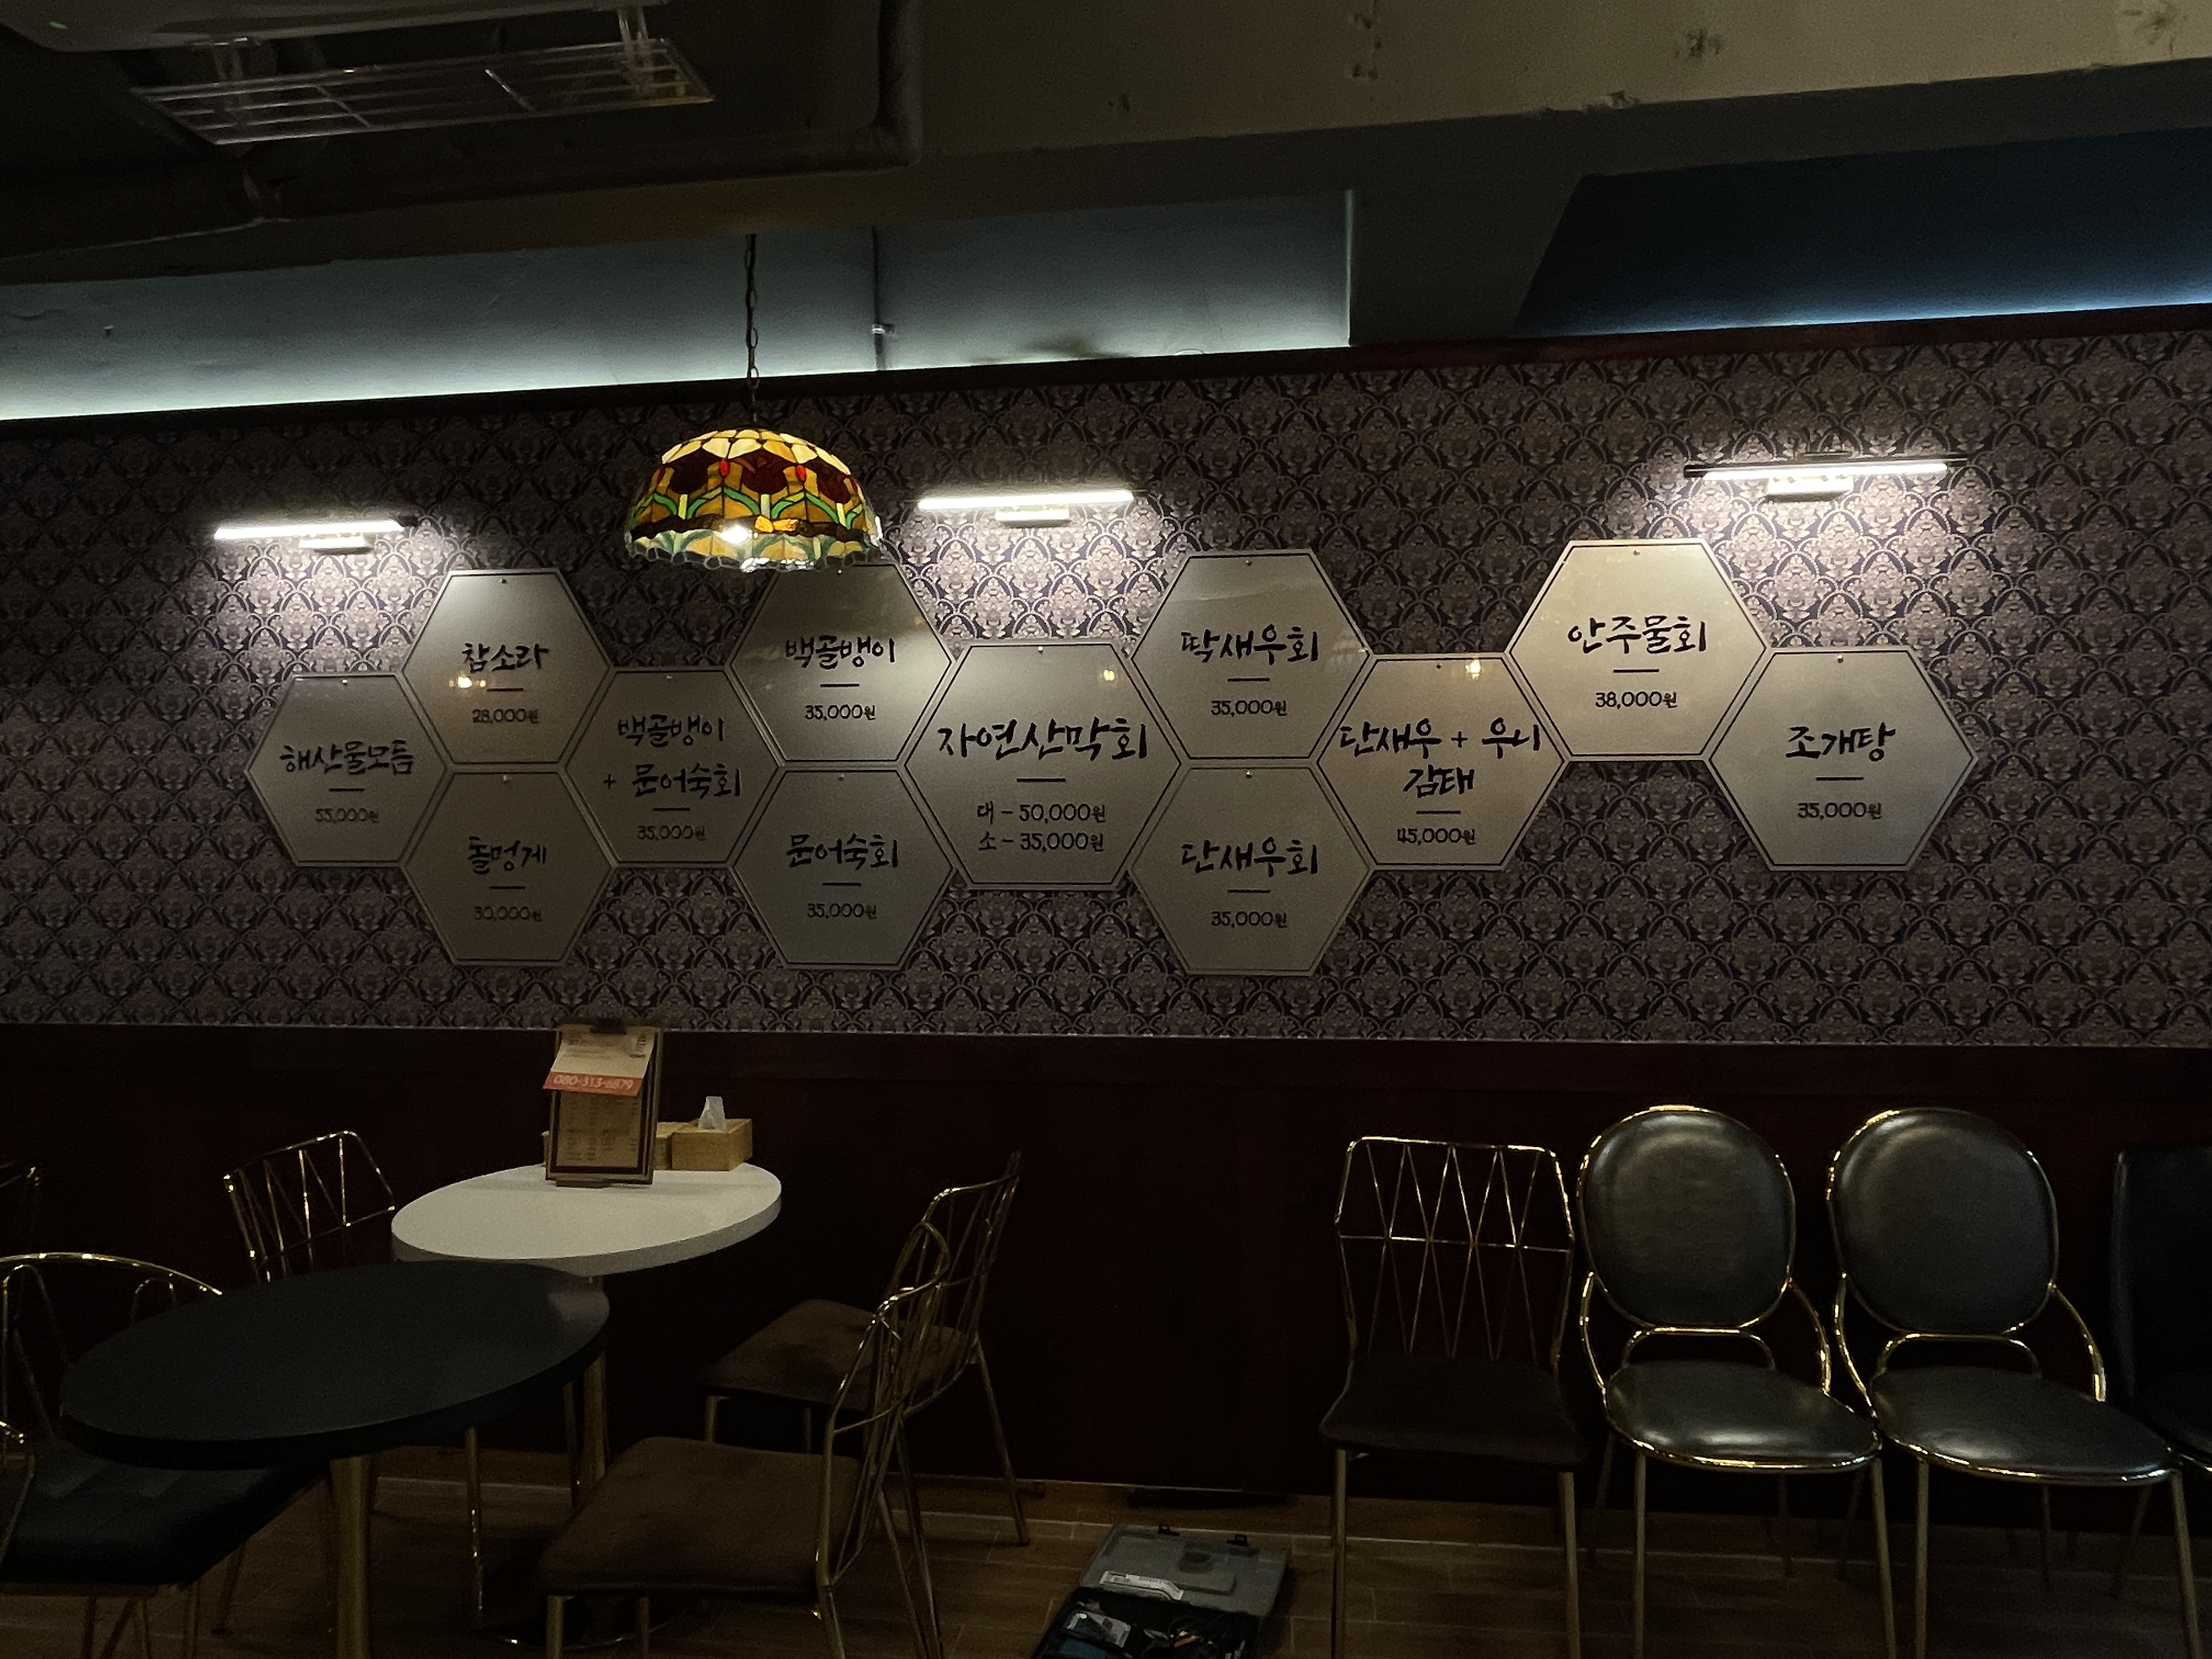 해산물모듬
55,000원
참소라
28,000원
돌멍게
30,000원
백골뱅이
+ 문어숙회
35,000원
백골뱅이
35,000원
문어숙회
35,000원
자연산막회
대 - 50,000원
소 - 35,000원
딱새우회
35,000원
단새우회
35,000원
단새우 + 우니
감태
45,000원
안주물회
38,000원
조개탕
35,000원
080-313-6879